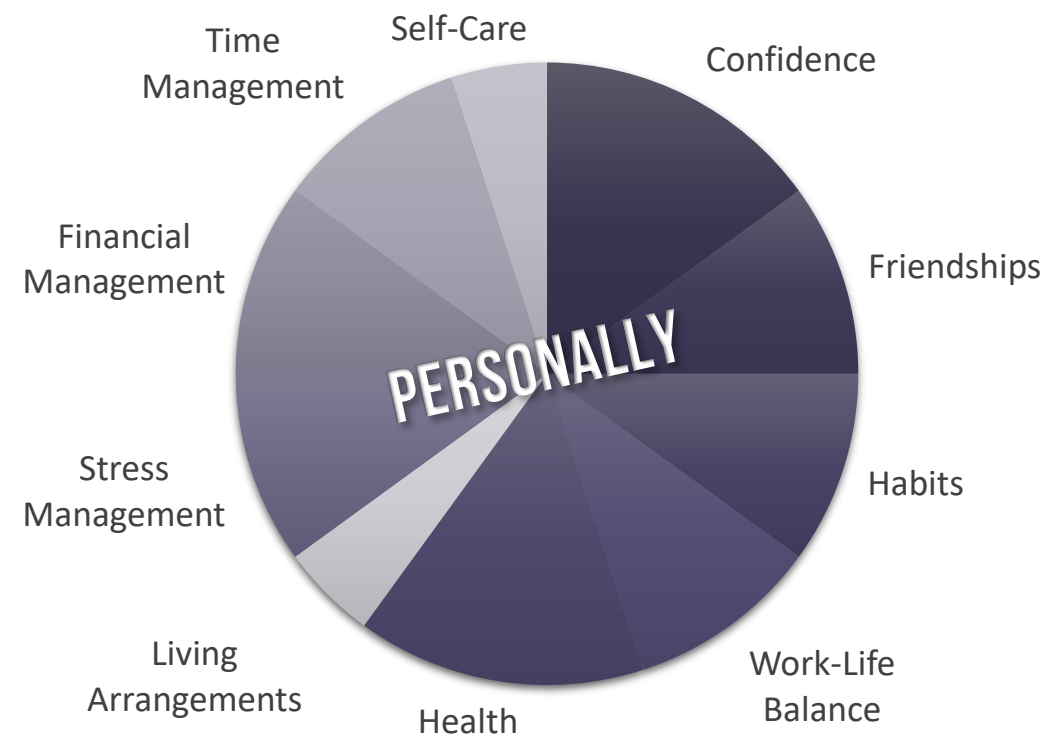 Self-Care
Time
Management
Confidence
Financial
Management
Friendships
PERSONALLY
Stress
Management
Habits
Living
Arrangements
Work-Life
Balance
Health